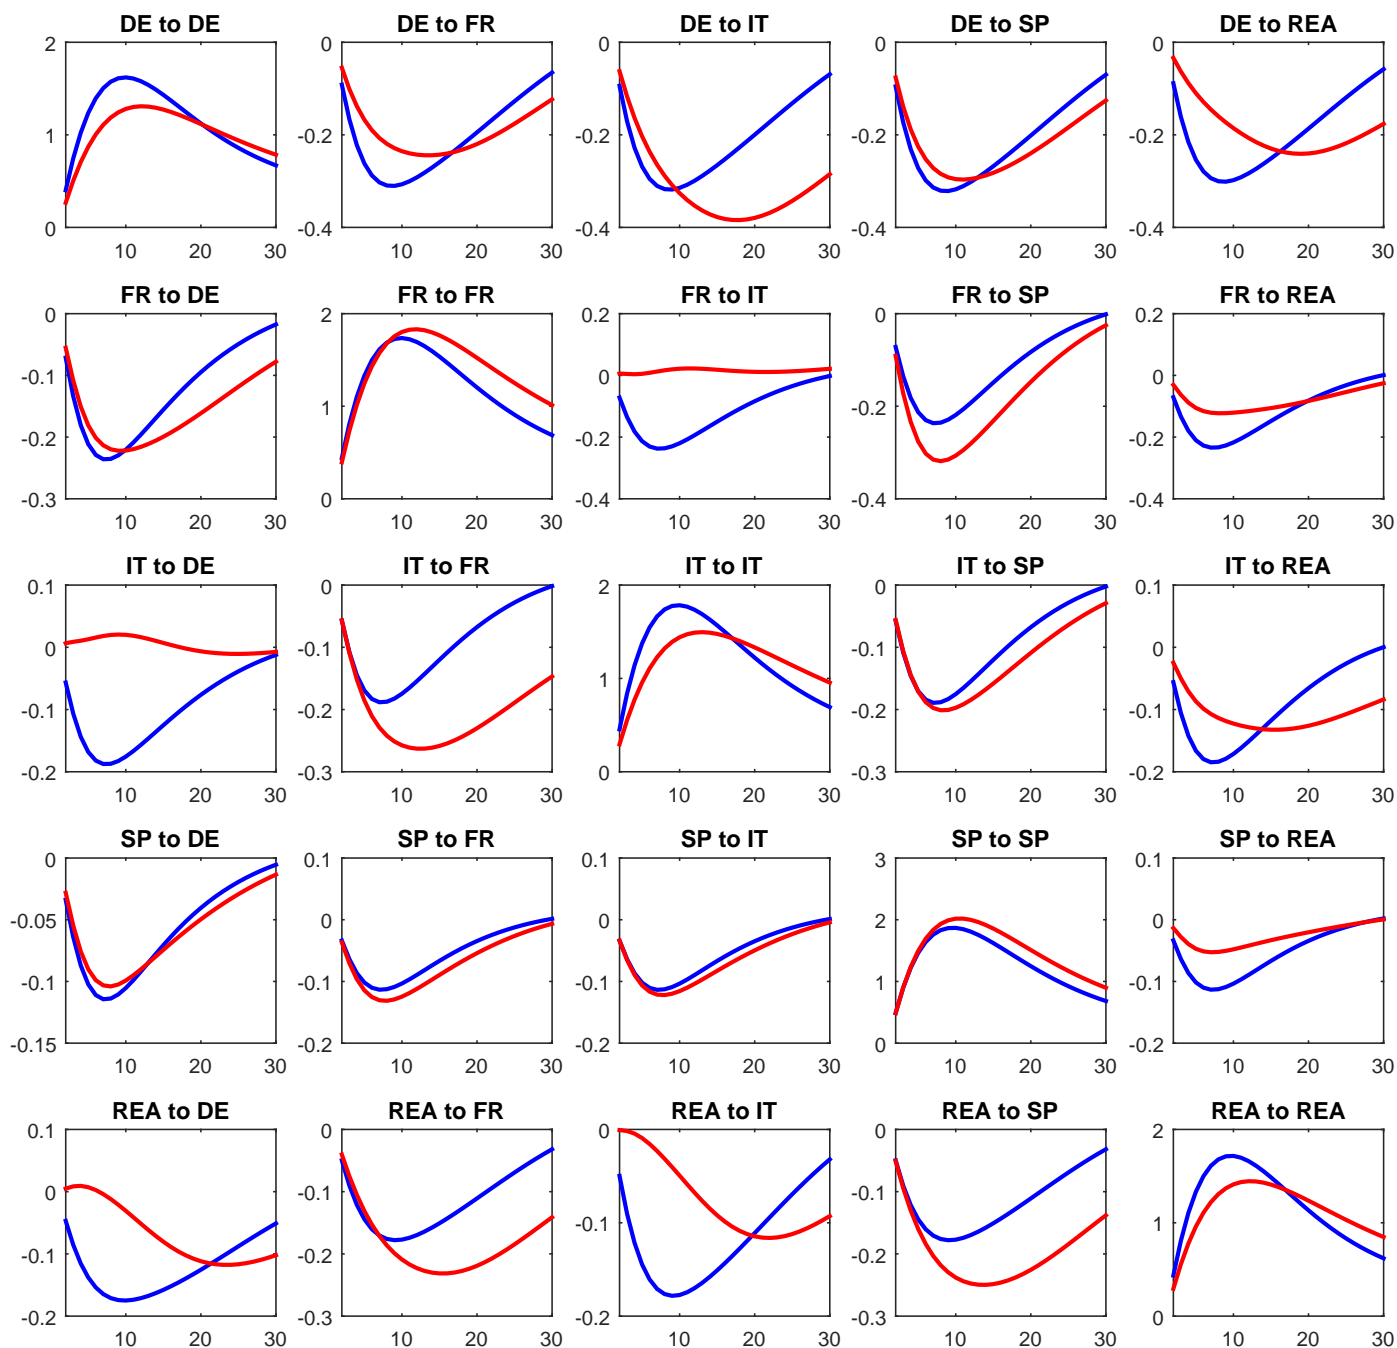 DE to DE DE to FR DE to IT DE to SP DE to REA
2 0 0 0 0
1 -0.2 -0.2 -0.2 -0.2
0 -0.4 -0.4 -0.4 -0.4
10 20 30 10 20 30 10 20 30 10 20 30 10 20 30
FR to DE FR to FR FR to IT FR to SP FR to REA
0 2 0.2 0 0.2
-0.1 0 0
1 -0.2
-0.2 -0.2 -0.2
-0.3 0 -0.4 -0.4 -0.4
10 20 30 10 20 30 10 20 30 10 20 30 10 20 30
IT to DE IT to FR IT to IT IT to SP IT to REA
0.1 0 2 0 0.1
0 -0.1 -0.1 0
1
-0.1 -0.2 -0.2 -0.1
-0.2 -0.3 0 -0.3 -0.2
10 20 30 10 20 30 10 20 30 10 20 30 10 20 30
SP to DE SP to FR SP to IT SP to SP SP to REA
0 0.1 0.1 3 0.1
-0.05 0 0 2 0
-0.1 -0.1 -0.1 1 -0.1
-0.15 -0.2 -0.2 0 -0.2
10 20 30 10 20 30 10 20 30 10 20 30 10 20 30
REA to DE REA to FR REA to IT REA to SP REA to REA
0.1 0 0 0 2
0 -0.1 -0.1
-0.1 1
-0.1 -0.2 -0.2
-0.2 -0.3 -0.2 -0.3 0
10 20 30 10 20 30 10 20 30 10 20 30 10 20 30